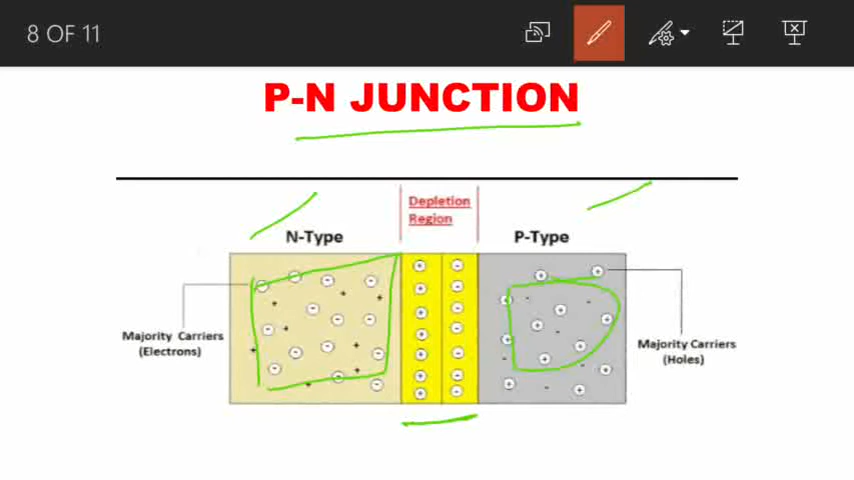 8 OF 11
P-N JUNCTION
Depletion
Region
N-Type
P-Type
Majority Carriers
(Electrons)
Majority Carriers
(Holes)